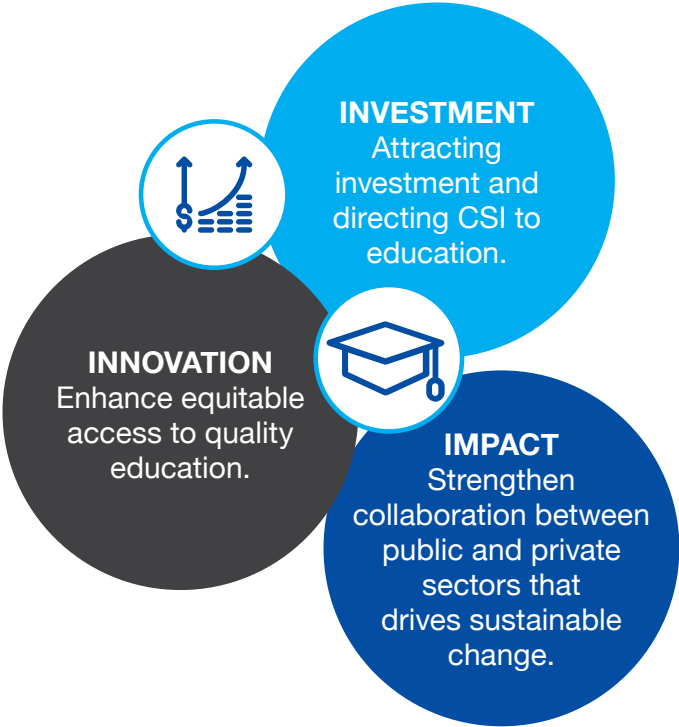 INVESTMENT
Attracting
investment and
directing CSI to
education.
$
INNOVATION
Enhance equitable
access to quality
education.
IMPACT
Strengthen
collaboration between
public and private
sectors that
drives sustainable
change.